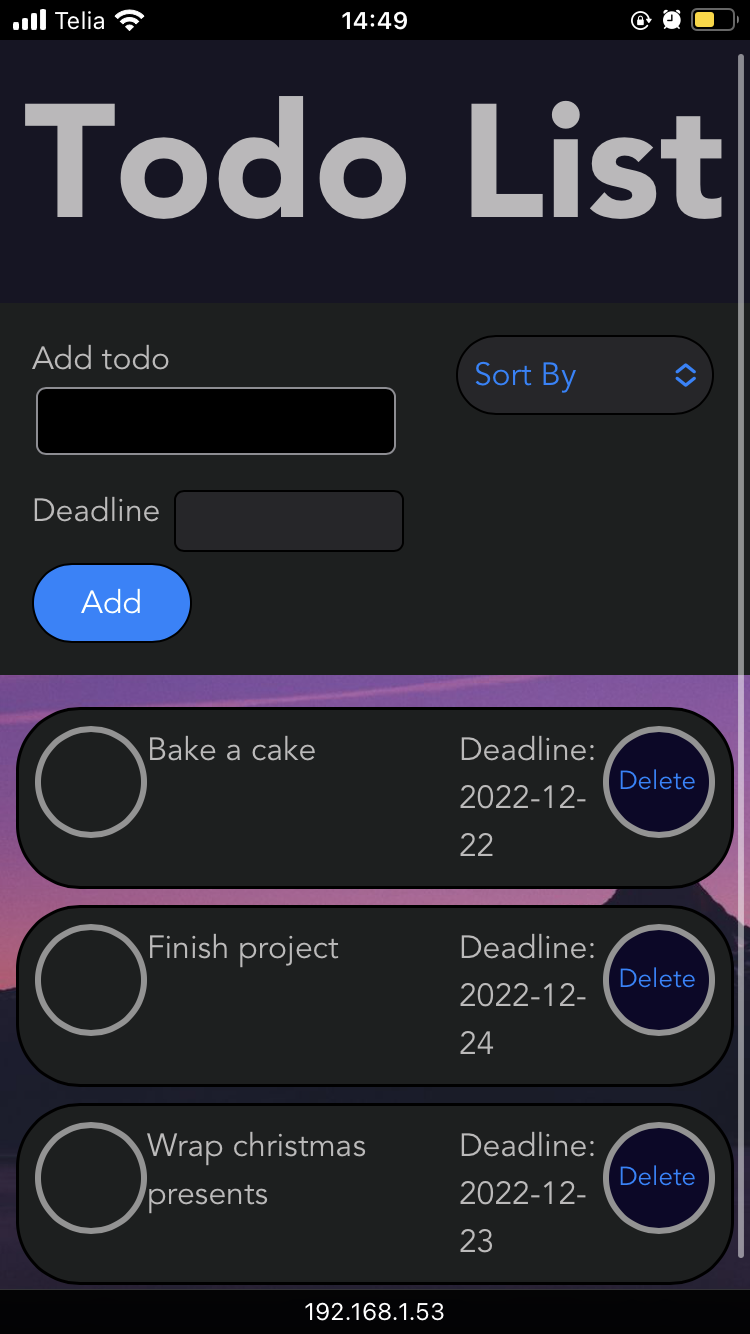 Telia 14:49
Todo List
Add todo
Sort By
Deadline
Add
Bake a cake
Deadline:
2022-12-
22
Delete
Finish project
Deadline:
2022-12-
24
Delete
Wrap christmas
presents
Deadline:
2022-12-
23
Delete
192.168.1.53